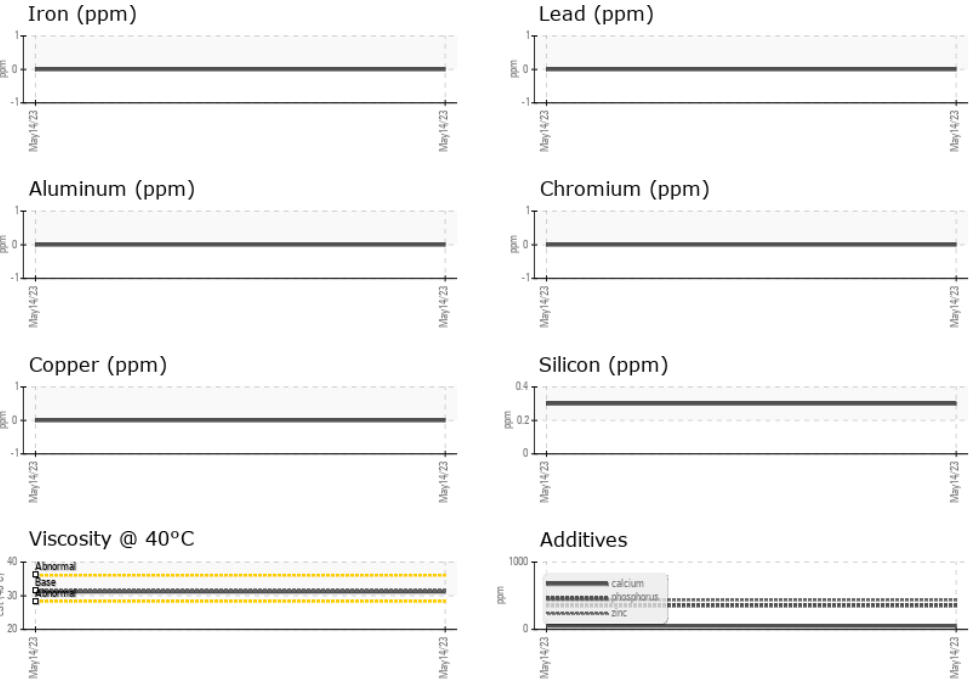 Iron (ppm)
1
0
-1
ppm
May14/23
May14/23
Lead (ppm)
1
0
-1
ppm
May14/23
May14/23
Aluminum (ppm)
1
0
-1
ppm
May14/23
May14/23
Chromium (ppm)
1
0
-1
ppm
May14/23
May14/23
Copper (ppm)
1
0
-1
ppm
May14/23
May14/23
Silicon (ppm)
0.4
0.2
0
ppm
May14/23
May14/23
Viscosity @ 40°C
40
30
20
Abnormal
Base
Abnormal
May14/23
May14/23
Additives
1000
0
ppm
calcium
phosphorus
zinc
May14/23
May14/23